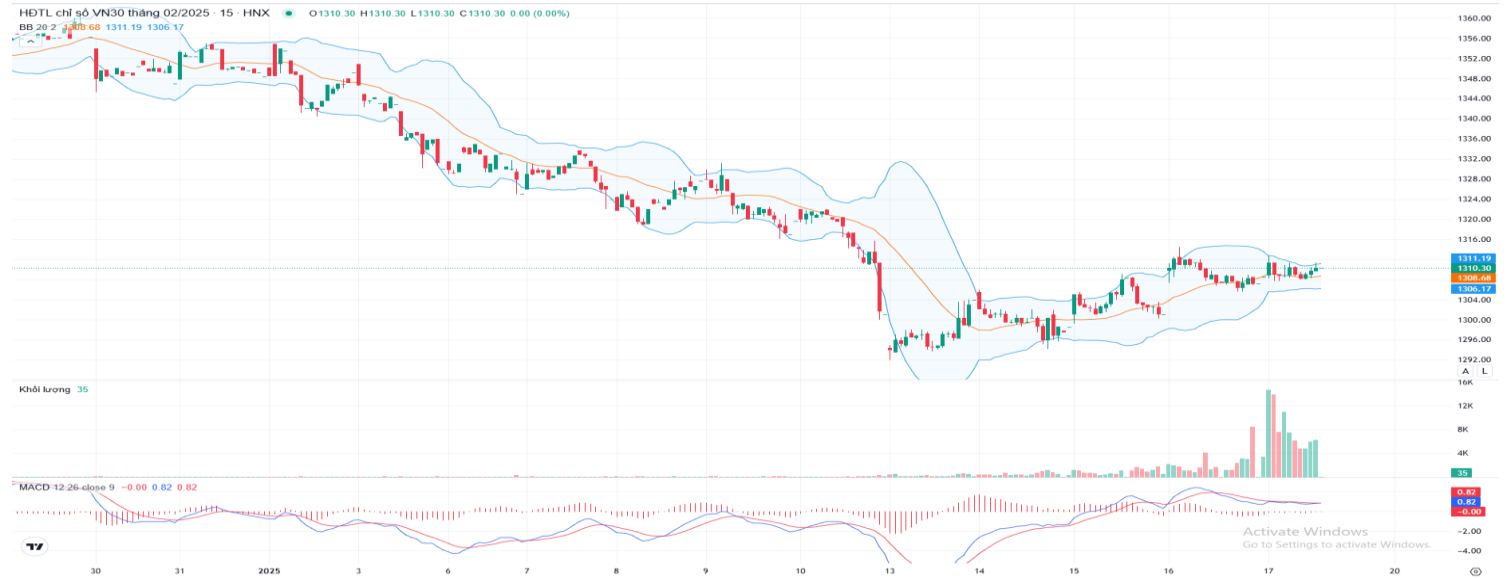 HĐTL chỉ số VN30 tháng 02/2025 · 15 · HNX O1310.30 H1310.30 L1310.30 C1310.30 0.00 (0.00%)
BB 20 2 1308.68 1311.19 1306.17
1360.00
1356.00
1352.00
1348.00
1344.00
1340.00
1336.00
1332.00
1328.00
1324.00
1320.00
1316.00
1311.19
1310.30
1308.68
1306.17
1304.00
1300.00
1296.00
1292.00
A L
Khối lượng 35
16K
12K
8K
4K
35
MACD 12 26 close 9 −0.00 0.82 0.82
0.82
0.82
−0.00
−2.00
−4.00
Activate Windows
Go to Settings to activate Windows.
30 31 2025 3 6 7 8 9 10 13 14 15 16 17 20